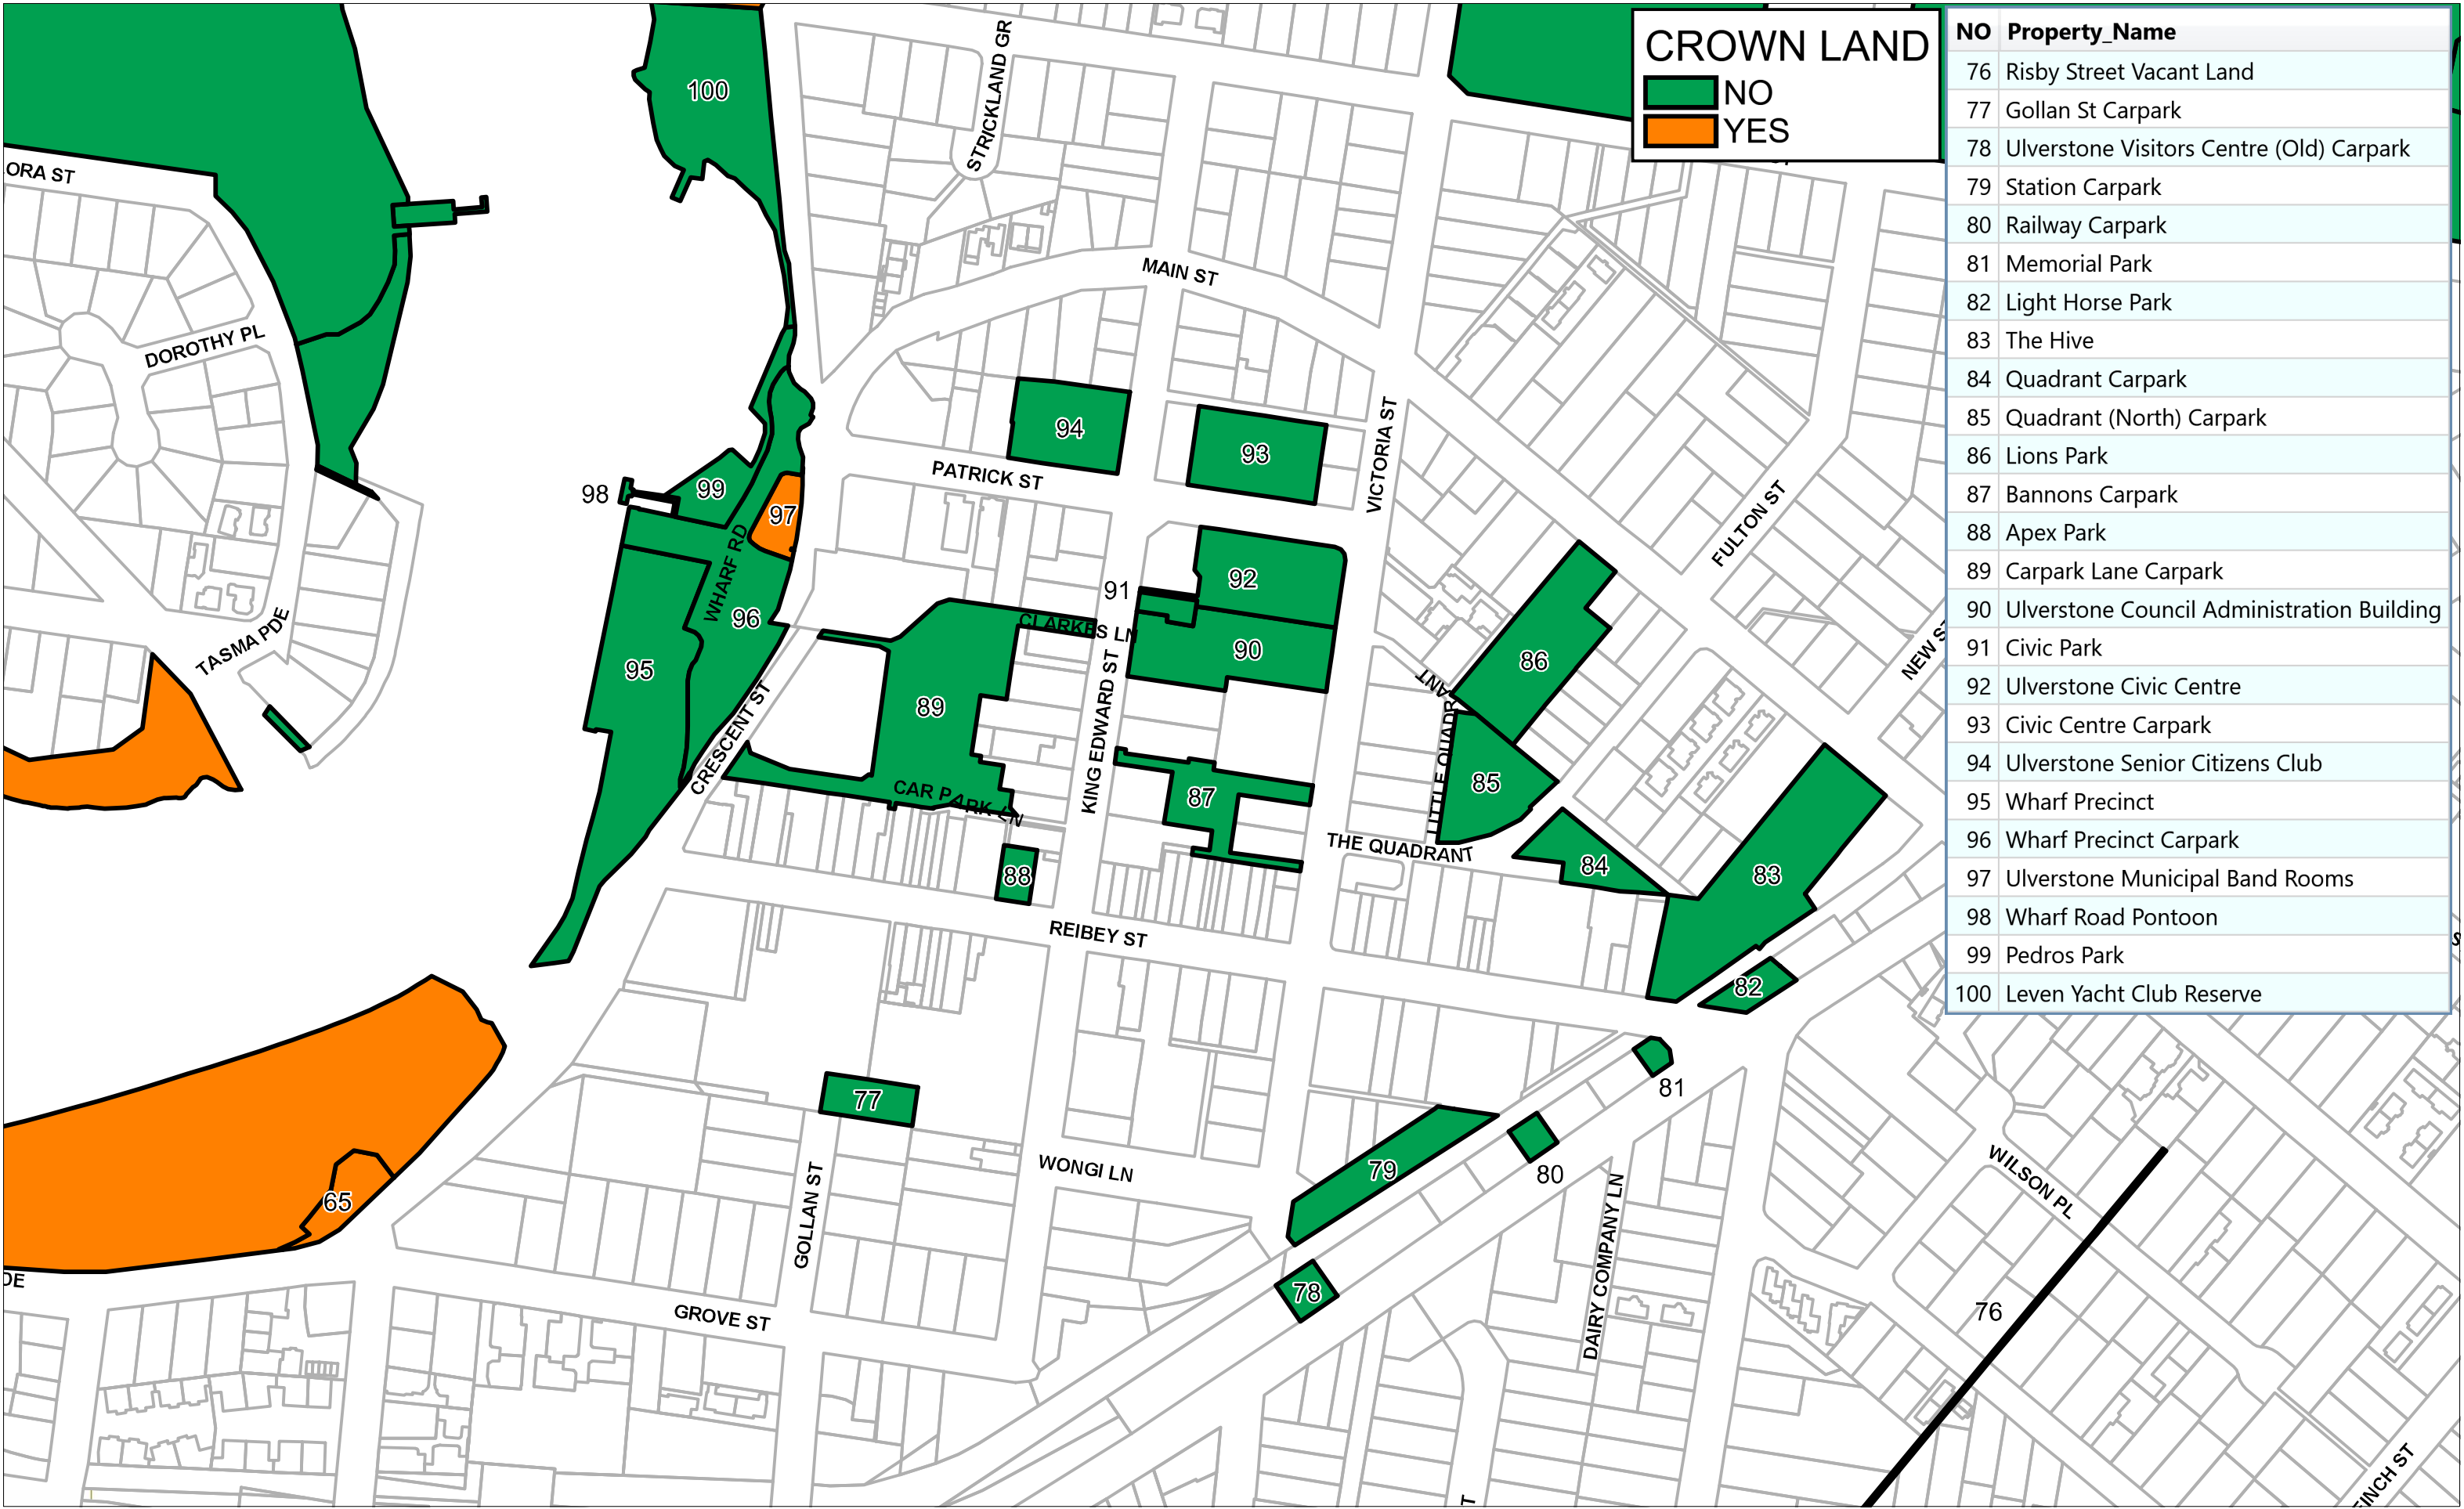 CROWN LAND
NO
YES
NO Property_Name
76 Risby Street Vacant Land
77 Gollan St Carpark
78 Ulverstone Visitors Centre (Old) Carpark
79 Station Carpark
80 Railway Carpark
81 Memorial Park
82 Light Horse Park
83 The Hive
84 Quadrant Carpark
85 Quadrant (North) Carpark
86 Lions Park
87 Bannons Carpark
88 Apex Park
89 Carpark Lane Carpark
90 Ulverstone Council Administration Building
91 Civic Park
92 Ulverstone Civic Centre
93 Civic Centre Carpark
94 Ulverstone Senior Citizens Club
95 Wharf Precinct
96 Wharf Precinct Carpark
97 Ulverstone Municipal Band Rooms
98 Wharf Road Pontoon
99 Pedros Park
100 Leven Yacht Club Reserve
100
STRICKLAND GR
ORA ST
MAIN ST
DOROTHY PL
94
93
VICTORIA ST
PATRICK ST
98
99
97
FULTON ST
WHARF RD
92
91
96
CLARKES LN
90
86
NEW S
TASMA PDE
95
89
CRESCENT ST
KING EDWARD ST
LITTLE QUADRANT
85
CAR PARK LN
87
THE QUADRANT
84
83
88
REIBEY ST
82
81
77
79
80
WONGI LN
WILSON PL
65
GOLLAN ST
DAIRY COMPANY LN
DE
78
76
GROVE ST
FINCH ST
T